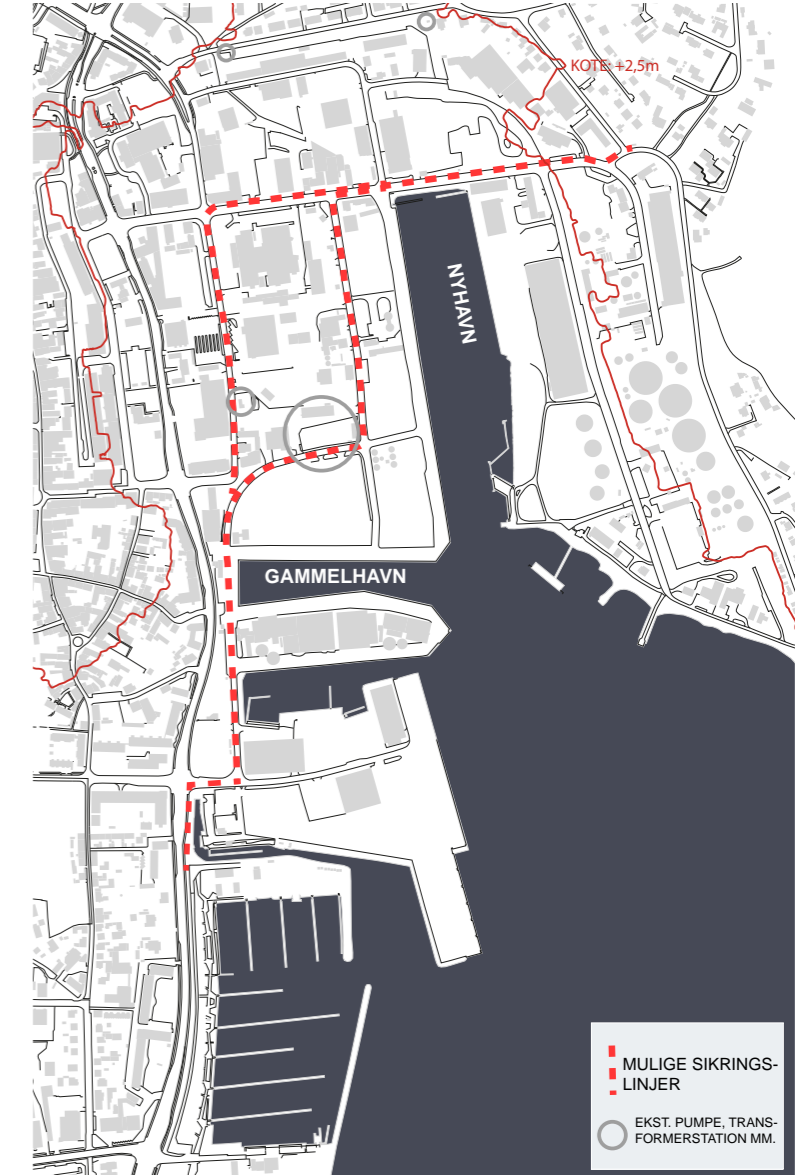 KOTE: +2,5m
NYHAVN
GAMMELHAVN
MULIGE SIKRINGS-
LINJER
EKST. PUMPE, TRANS-
FORMERSTATION MM.